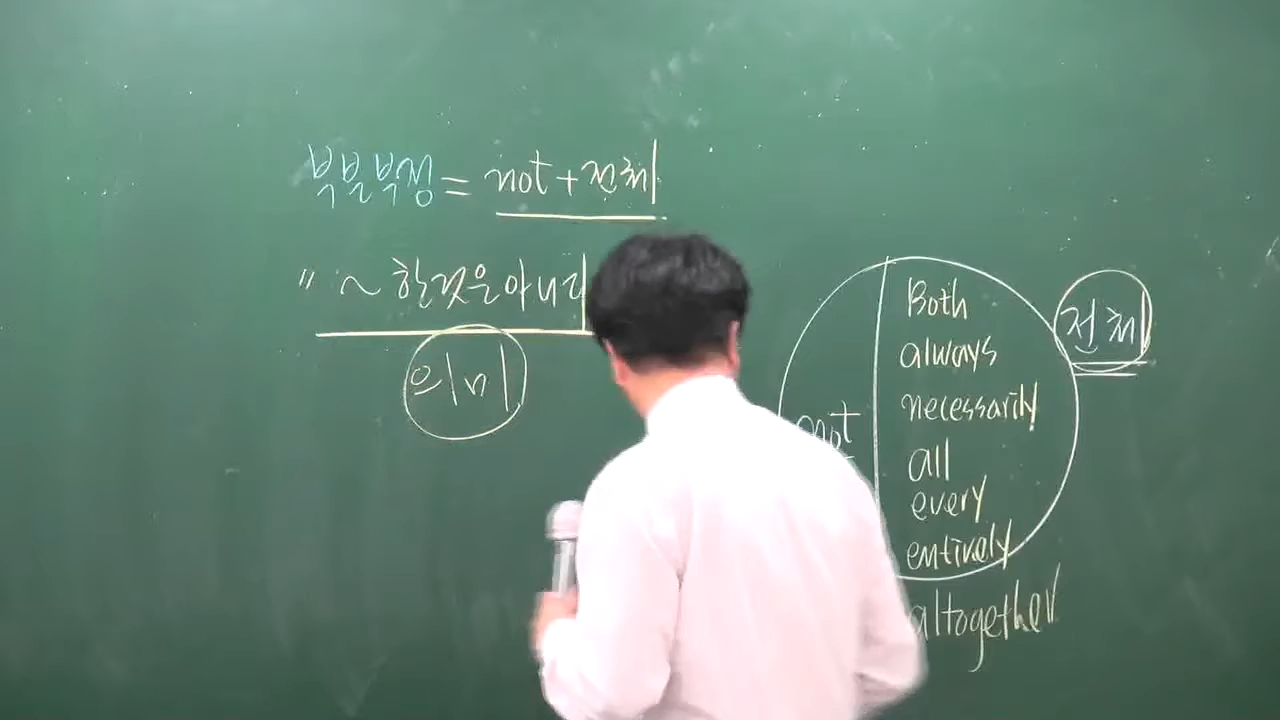 부분부정 = not + 전체
" ~ 한것은아니다
의미
not
Both
always
necessarily
all
every
entirely
altogether
전체